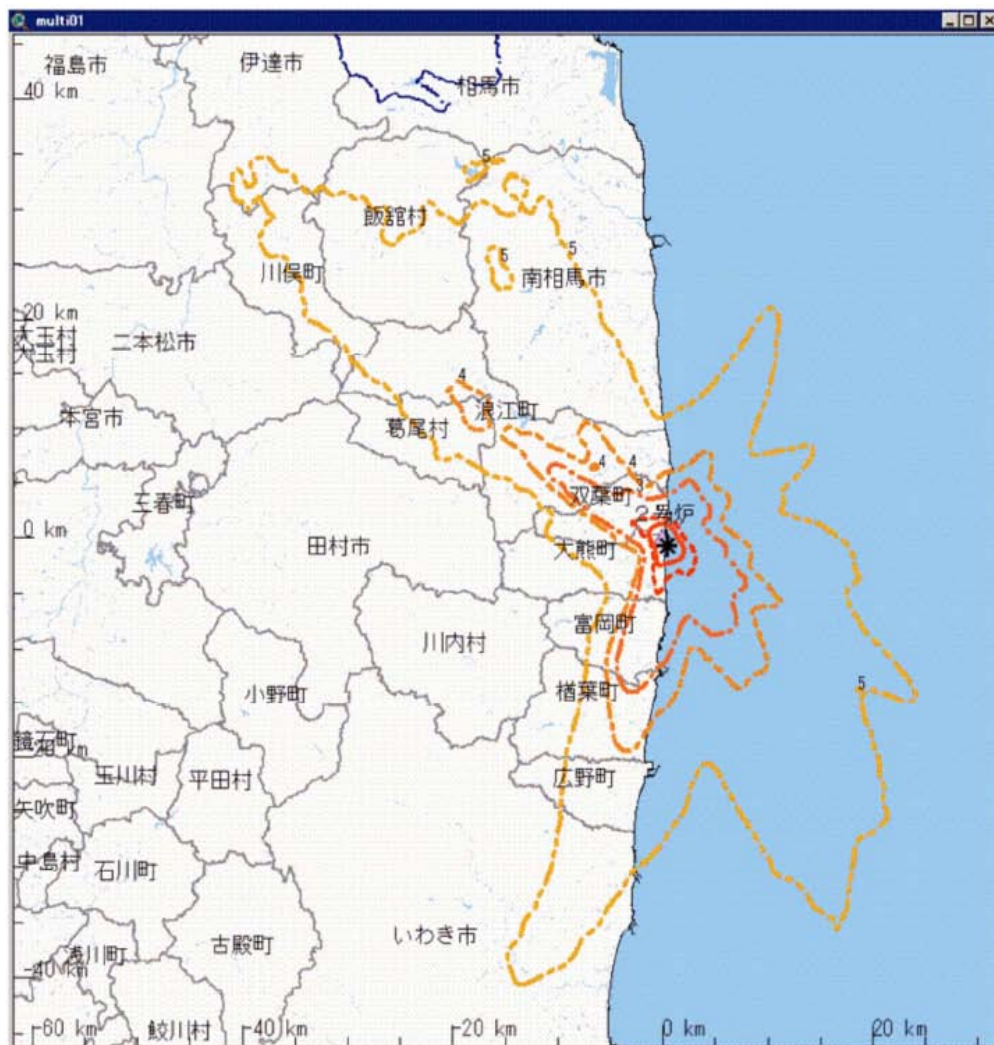 multi01
福島市
伊達市
相馬市
40 km
5
飯舘村
5
5
川俣町
南相馬市
20 km
大玉村
大玉村
二本松市
4
浪江町
本宮市
葛尾村
4
4
3
双葉町
三春町
2号炉
0 km
田村市
大熊町
富岡町
川内村
小野町
楢葉町
5
鏡石町
玉川村
平田村
広野町
矢吹町
中島村
石川町
いわき市
古殿町
浅川町
-40 km
鮫川村
-60 km
-40 km
-20 km
0 km
20 km